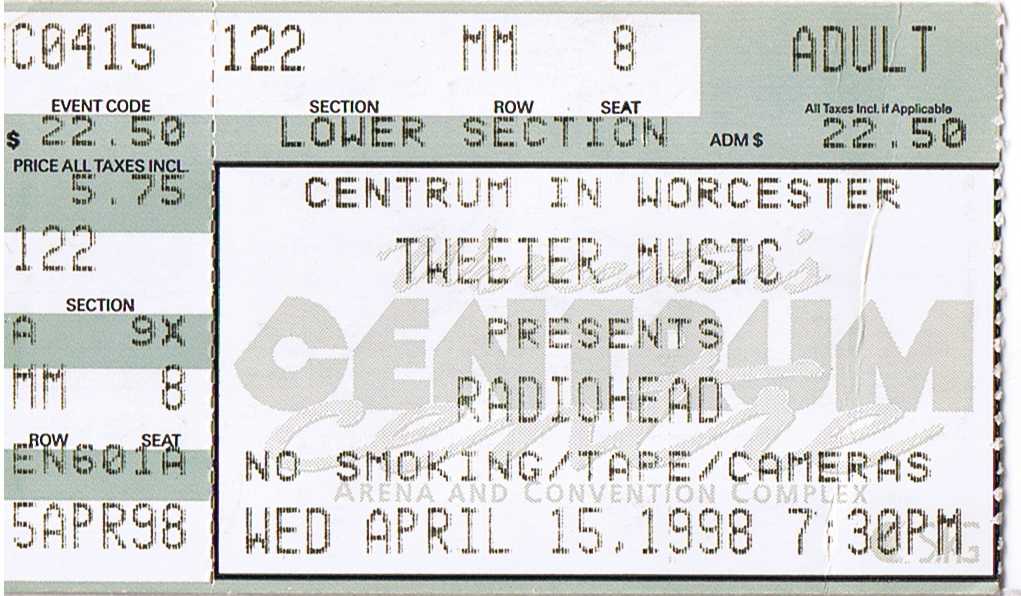 C0415
EVENT CODE
$ 22.50
PRICE ALL TAXES INCL.
5.75
122
SECTION
A 9X
MM 8
ROW SEAT
EN601A
5APR98
122 MM 8 ADULT
SECTION ROW SEAT All Taxes Incl. if Applicable
LOWER SECTION ADM $ 22.50
CENTRUM IN WORCESTER
TWEETER MUSIC
PRESENTS
RADIOHEAD
NO SMOKING/TAPE/CAMERAS
WED APRIL 15,1998 7:30PM
Worcester's
CENTRUM
Centre
ARENA AND CONVENTION COMPLEX